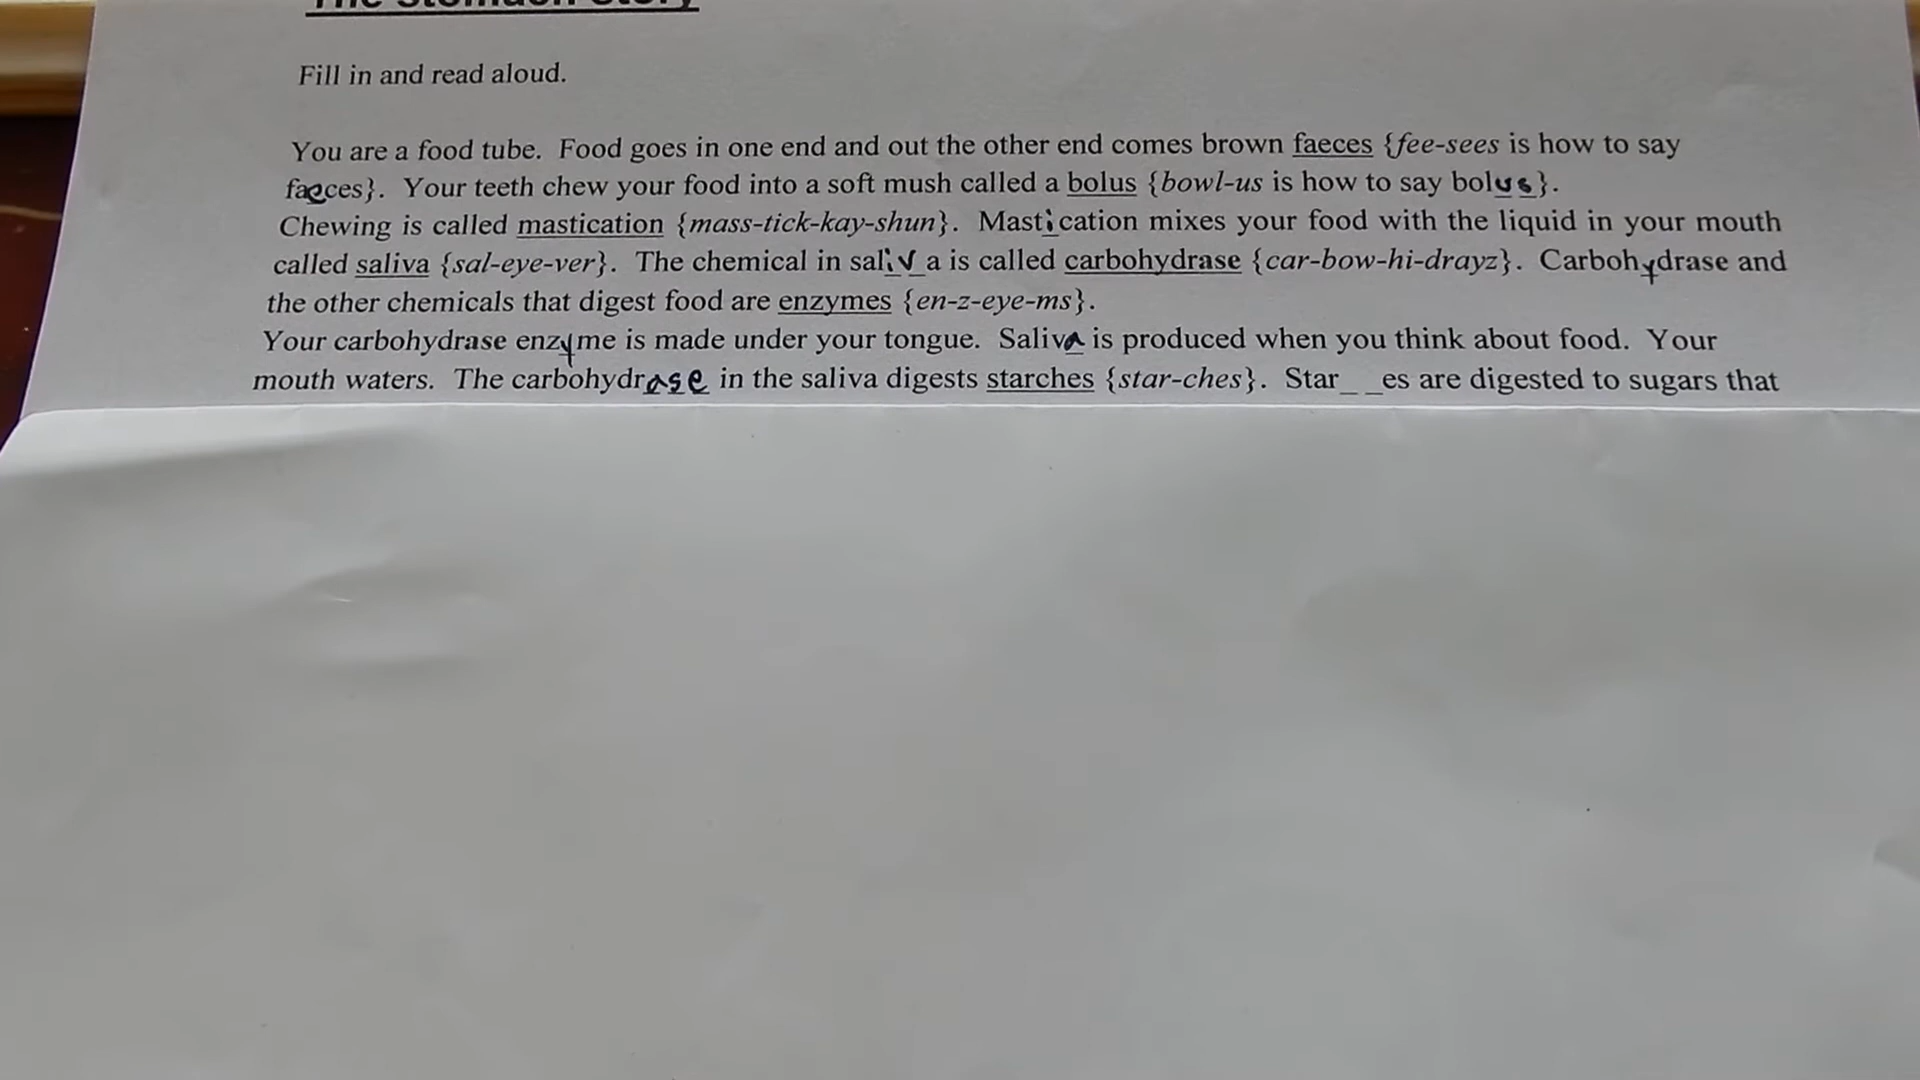 The Stomach Story
Fill in and read aloud.
You are a food tube. Food goes in one end and out the other end comes brown faeces {fee-sees is how to say
faeces}. Your teeth chew your food into a soft mush called a bolus {bowl-us is how to say bolus}.
Chewing is called mastication {mass-tick-kay-shun}. Mastication mixes your food with the liquid in your mouth
called saliva {sal-eye-ver}. The chemical in saliva is called carbohydrase {car-bow-hi-drayz}. Carbohydrase and
the other chemicals that digest food are enzymes {en-z-eye-ms}.
Your carbohydrase enzyme is made under your tongue. Saliva is produced when you think about food. Your
mouth waters. The carbohydrase in the saliva digests starches {star-ches}. Star_ _es are digested to sugars that